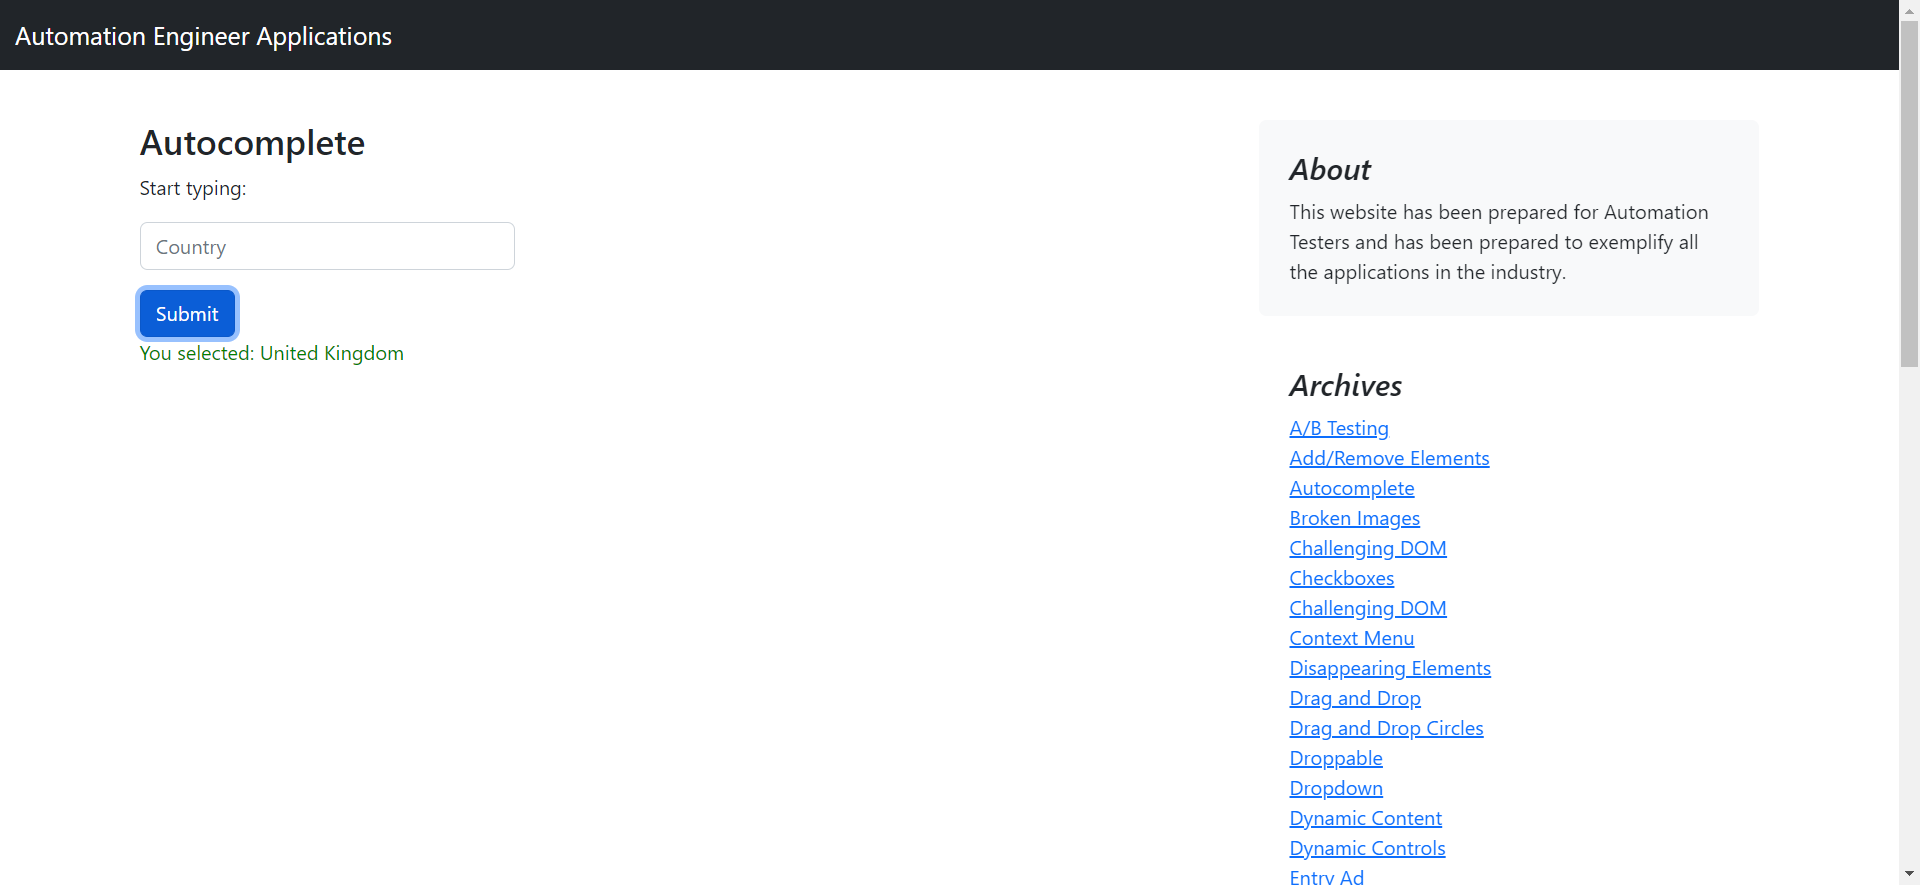 Automation Engineer Applications
Autocomplete
Start typing:
Country
Submit
You selected: United Kingdom
About
This website has been prepared for Automation
Testers and has been prepared to exemplify all
the applications in the industry.
Archives
A/B Testing
Add/Remove Elements
Autocomplete
Broken Images
Challenging DOM
Checkboxes
Challenging DOM
Context Menu
Disappearing Elements
Drag and Drop
Drag and Drop Circles
Droppable
Dropdown
Dynamic Content
Dynamic Controls
Entry Ad